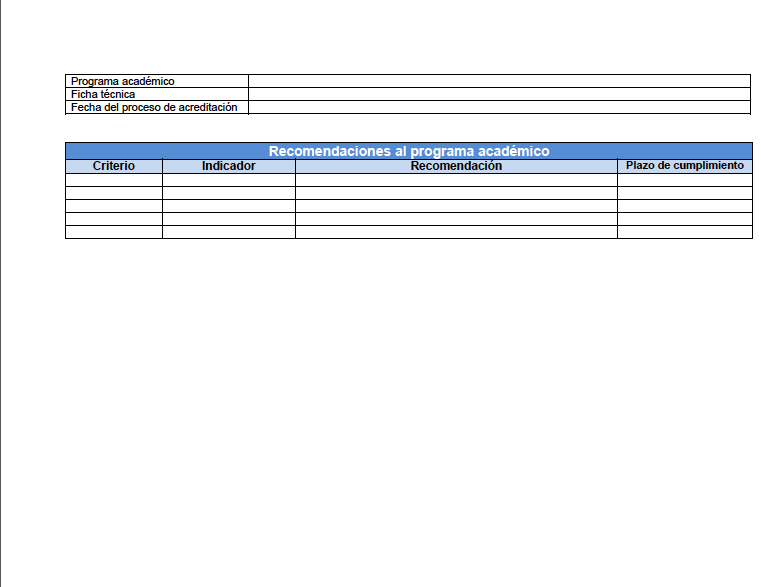 Programa académico
Ficha técnica
Fecha del proceso de acreditación
Recomendaciones al programa académico
Criterio Indicador Recomendación Plazo de cumplimiento